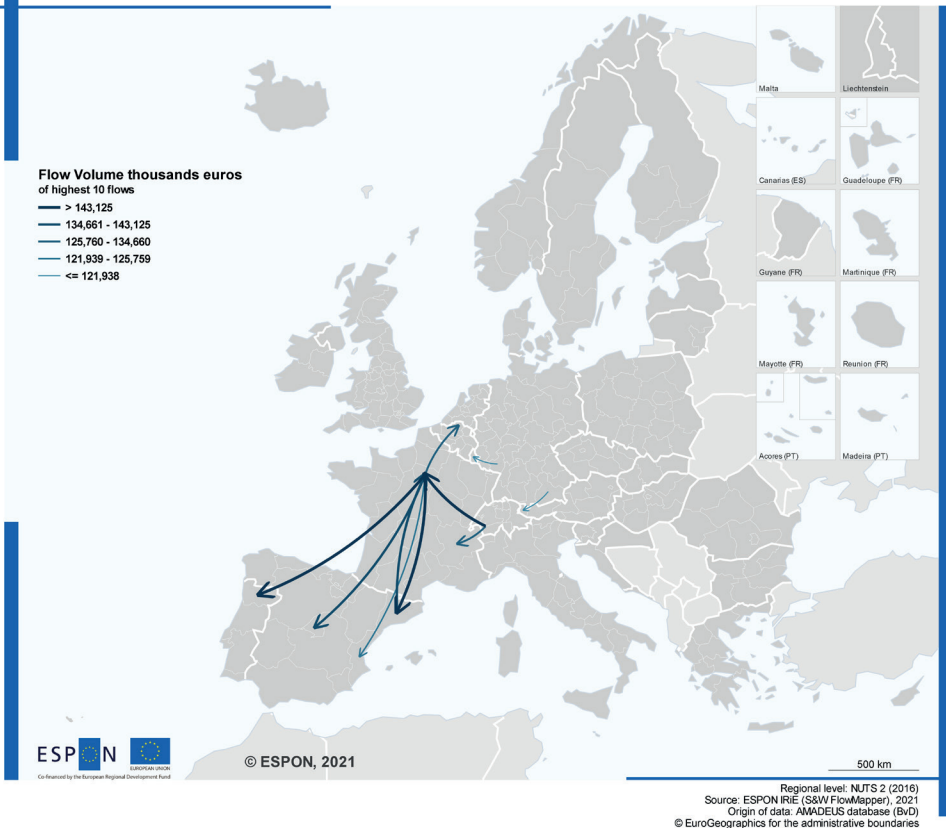 Flow Volume thousands euros
of highest 10 flows
> 143,125
134,661 - 143,125
125,760 - 134,660
121,939 - 125,759
<= 121,938
Malta
Liechtenstein
Canarias (ES)
Guadeloupe (FR)
Guyane (FR)
Martinique (FR)
Mayotte (FR)
Reunion (FR)
Acores (PT)
Madeira (PT)
ESPON
EUROPEAN UNION
Co-financed by the European Regional Development Fund
© ESPON, 2021
500 km
Regional level: NUTS 2 (2016)
Source: ESPON IRiE (S&W FlowMapper), 2021
Origin of data: AMADEUS database (BvD)
© EuroGeographics for the administrative boundaries